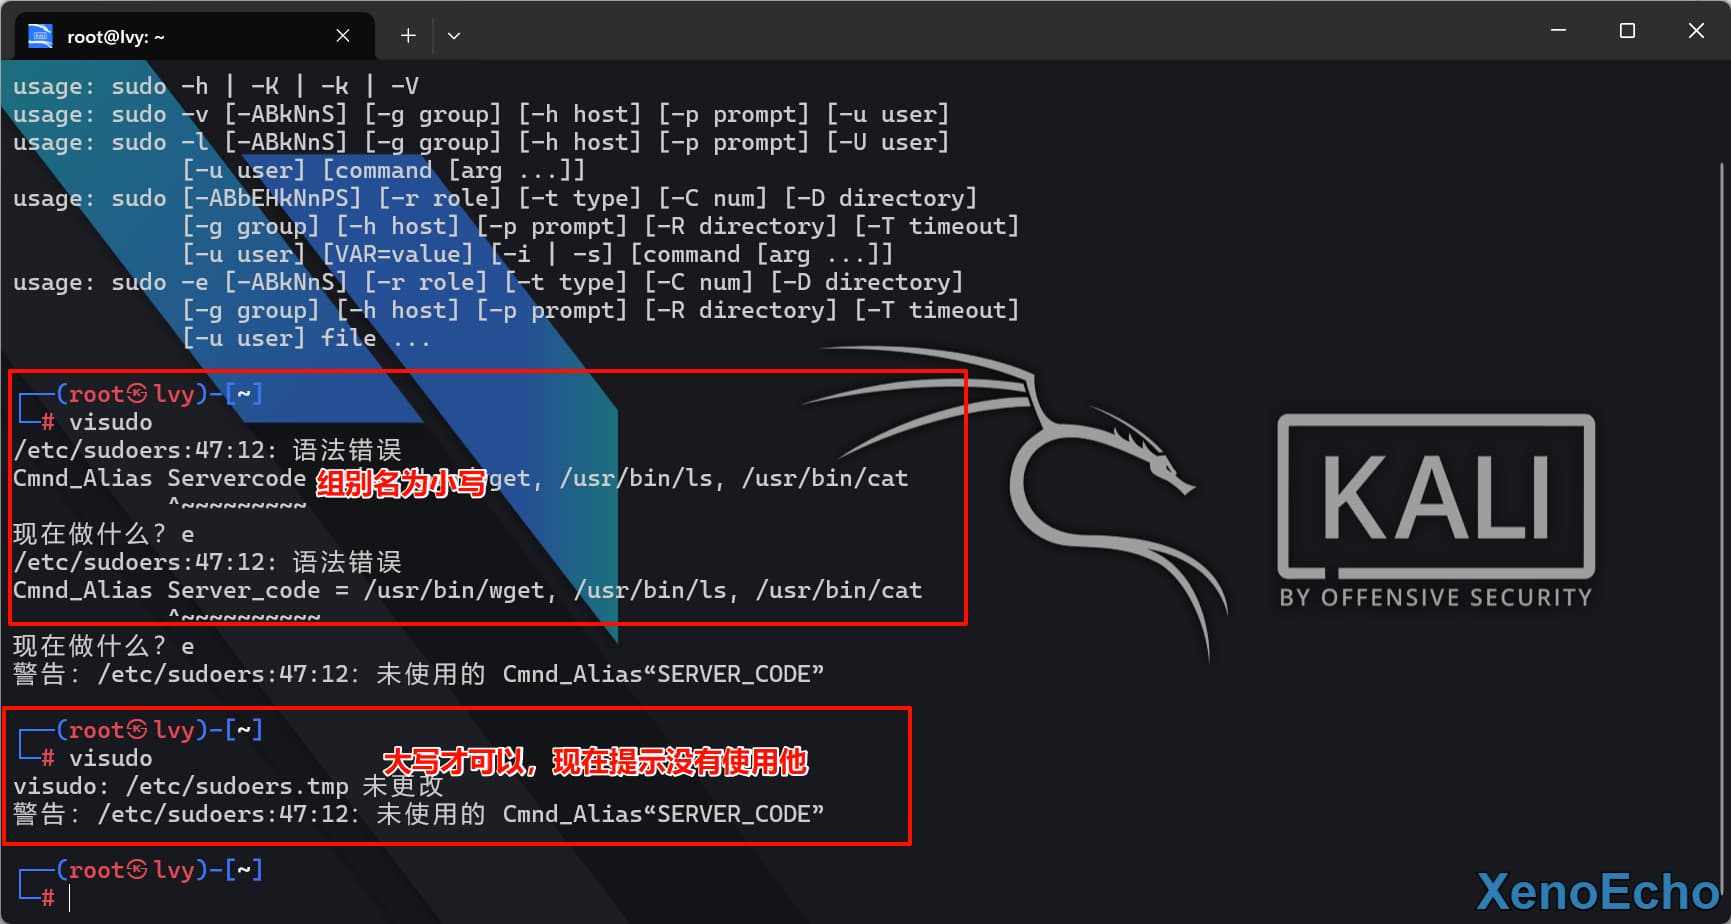 root@lvy: ~
usage: sudo -h | -K | -k | -V
usage: sudo -v [-ABkNnS] [-g group] [-h host] [-p prompt] [-u user]
usage: sudo -l [-ABkNnS] [-g group] [-h host] [-p prompt] [-U user]
[-u user] [command [arg ...]]
usage: sudo [-ABbEHkNnPS] [-r role] [-t type] [-C num] [-D directory]
[-g group] [-h host] [-p prompt] [-R directory] [-T timeout]
[-u user] [VAR=value] [-i | -s] [command [arg ...]]
usage: sudo -e [-ABkNnS] [-r role] [-t type] [-C num] [-D directory]
[-g group] [-h host] [-p prompt] [-R directory] [-T timeout]
[-u user] file ...
┌──(root㉿lvy)-[~]
└─# visudo
/etc/sudoers:47:12: 语法错误
Cmnd_Alias Servercode 组别名为小写get, /usr/bin/ls, /usr/bin/cat
^~~~~~~~~~
现在做什么? e
/etc/sudoers:47:12: 语法错误
Cmnd_Alias Server_code = /usr/bin/wget, /usr/bin/ls, /usr/bin/cat
^~~~~~~~~~~
现在做什么? e
警告: /etc/sudoers:47:12: 未使用的 Cmnd_Alias“SERVER_CODE”
┌──(root㉿lvy)-[~]
└─# visudo
大写才可以，现在提示没有使用他
visudo: /etc/sudoers.tmp 未更改
警告: /etc/sudoers:47:12: 未使用的 Cmnd_Alias“SERVER_CODE”
┌──(root㉿lvy)-[~]
└─#
KALI
BY OFFENSIVE SECURITY
XenoEcho